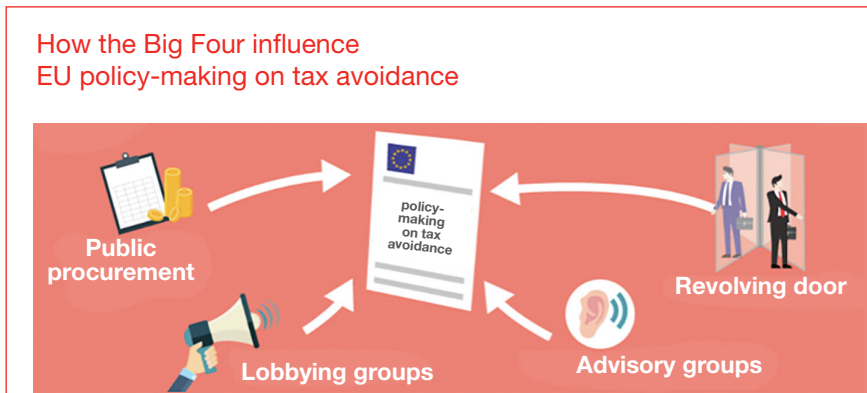 How the Big Four influence
EU policy-making on tax avoidance
policy-
making
on tax
avoidance
Public
procurement
Revolving door
Lobbying groups
Advisory groups